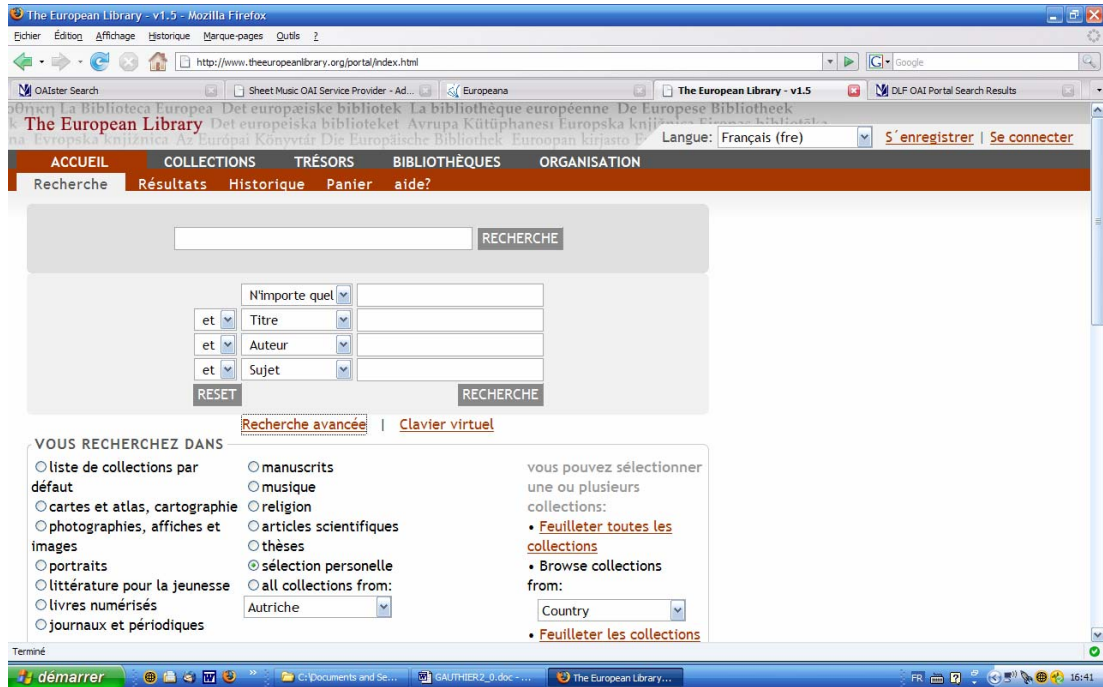 The European Library - v1.5 - Mozilla Firefox
Fichier Édition Affichage Historique Marque-pages Outils ?
http://www.theeuropeanlibrary.org/portal/index.html
Google
OAIster Search
Sheet Music OAI Service Provider - Ad...
Europeana
The European Library - v1.5
DLF OAI Portal Search Results
La Biblioteca Europea Det europæiske bibliotek La bibliothèque européenne De Europese Bibliotheek
The European Library Det europeiska biblioteket Avrupa Kütüphanesi Europska
Evropska knjižnica Az Európai Könyvtár Die Europäische Bibliothek Euroopan kirjasto
Langue: Français (fre) S´enregistrer | Se connecter
ACCUEIL COLLECTIONS TRÉSORS BIBLIOTHÈQUES ORGANISATION
Recherche Résultats Historique Panier aide?
RECHERCHE
N'importe quel
et Titre
et Auteur
et Sujet
RESET RECHERCHE
Recherche avancée | Clavier virtuel
VOUS RECHERCHEZ DANS
liste de collections par
défaut
cartes et atlas, cartographie
photographies, affiches et
images
portraits
littérature pour la jeunesse
livres numérisés
journaux et périodiques
manuscrits
musique
religion
articles scientifiques
thèses
sélection personelle
all collections from:
Autriche
vous pouvez sélectionner
une ou plusieurs
collections:
• Feuilleter toutes les
collections
• Browse collections
from:
Country
• Feuilleter les collections
Terminé
démarrer
C:\Documents and Se...
GAUTHIER2_0.doc - ...
The European Library...
FR
16:41